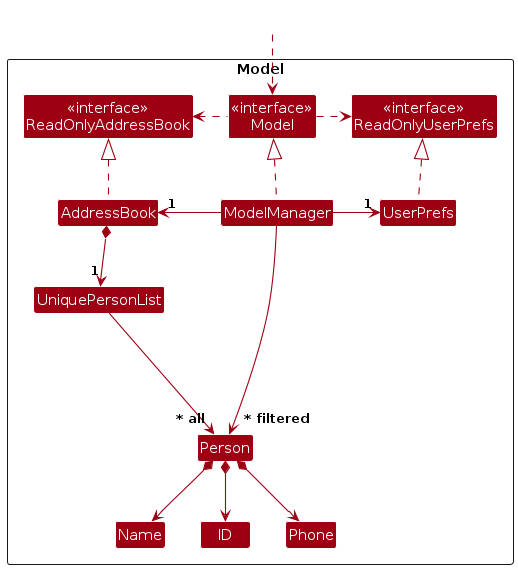 Model
«interface»
ReadOnlyAddressBook
«interface»
Model
«interface»
ReadOnlyUserPrefs
AddressBook
1
ModelManager
1
UserPrefs
1
UniquePersonList
* all
* filtered
Person
Name
ID
Phone